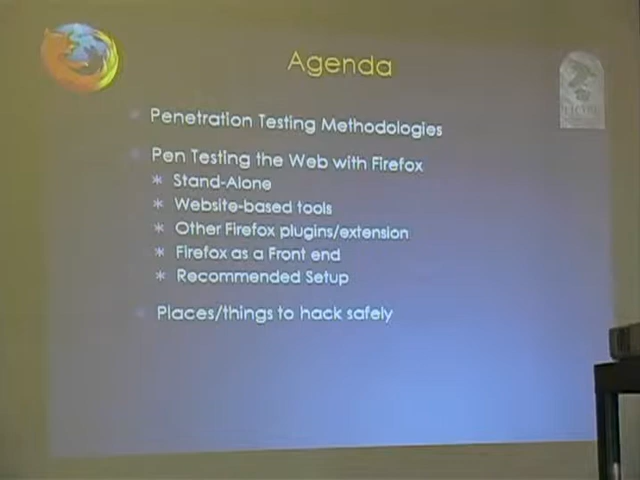 Agenda
Penetration Testing Methodologies
Pen Testing the Web with Firefox
* Stand-Alone
* Website-based tools
* Other Firefox plugins/extension
* Firefox as a Front end
* Recommended Setup
Places/things to hack safely